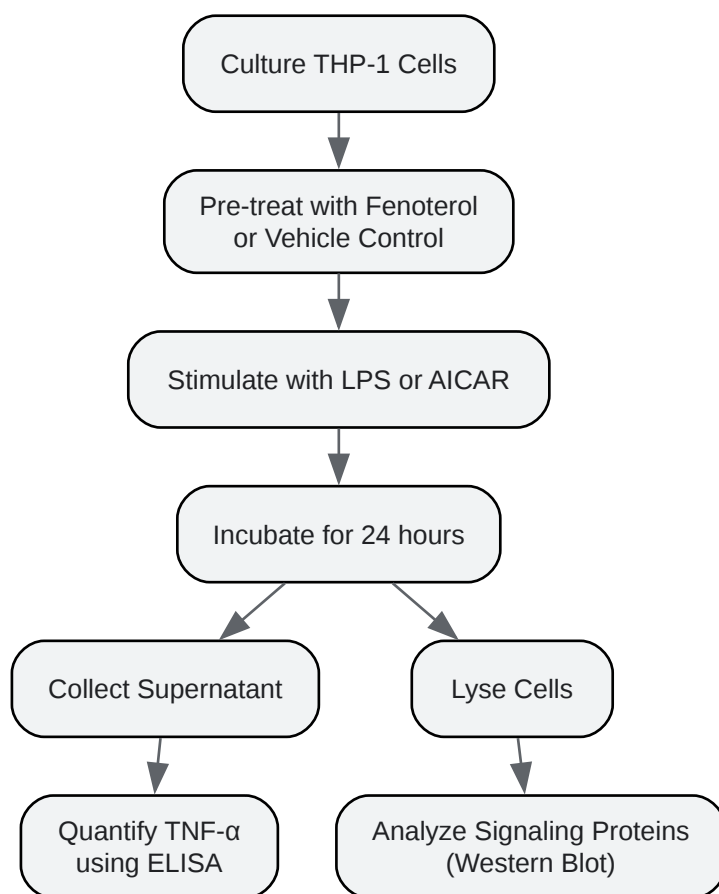 Culture THP-1 Cells
Pre-treat with Fenoterol
or Vehicle Control
Stimulate with LPS or AICAR
Incubate for 24 hours
Collect Supernatant
Lyse Cells
Quantify TNF-α
using ELISA
Analyze Signaling Proteins
(Western Blot)